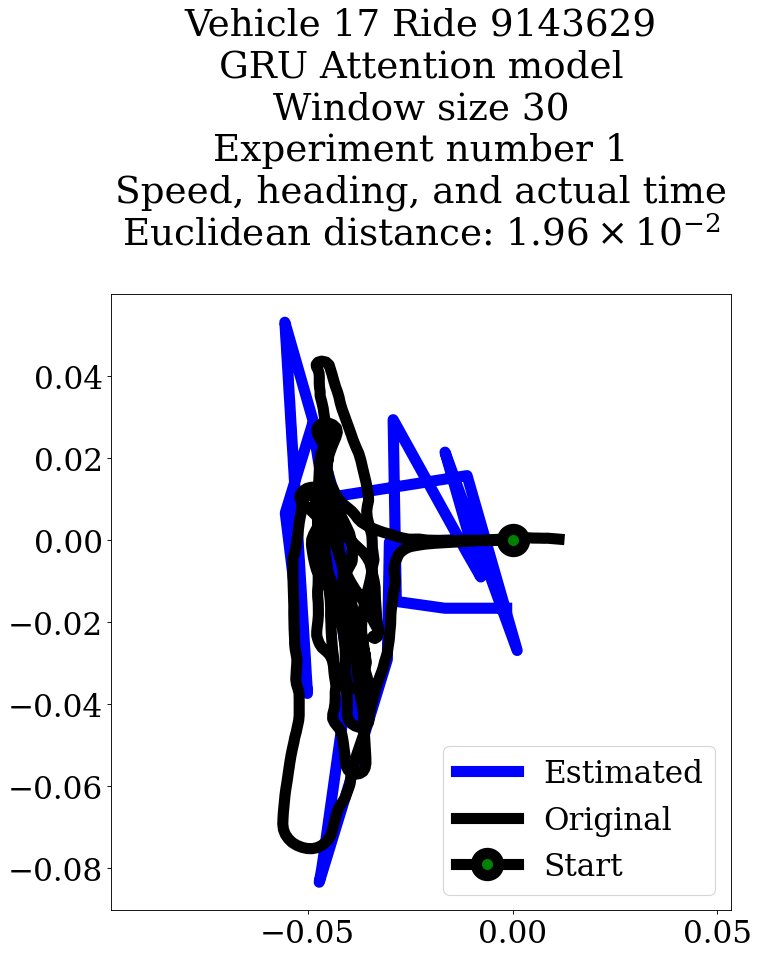 Vehicle 17 Ride 9143629
GRU Attention model
Window size 30
Experiment number 1
Speed, heading, and actual time
Euclidean distance: 1.96 × 10⁻²
0.04
0.02
0.00
−0.02
−0.04
−0.06
−0.08
Estimated
Original
Start
−0.05 0.00 0.05